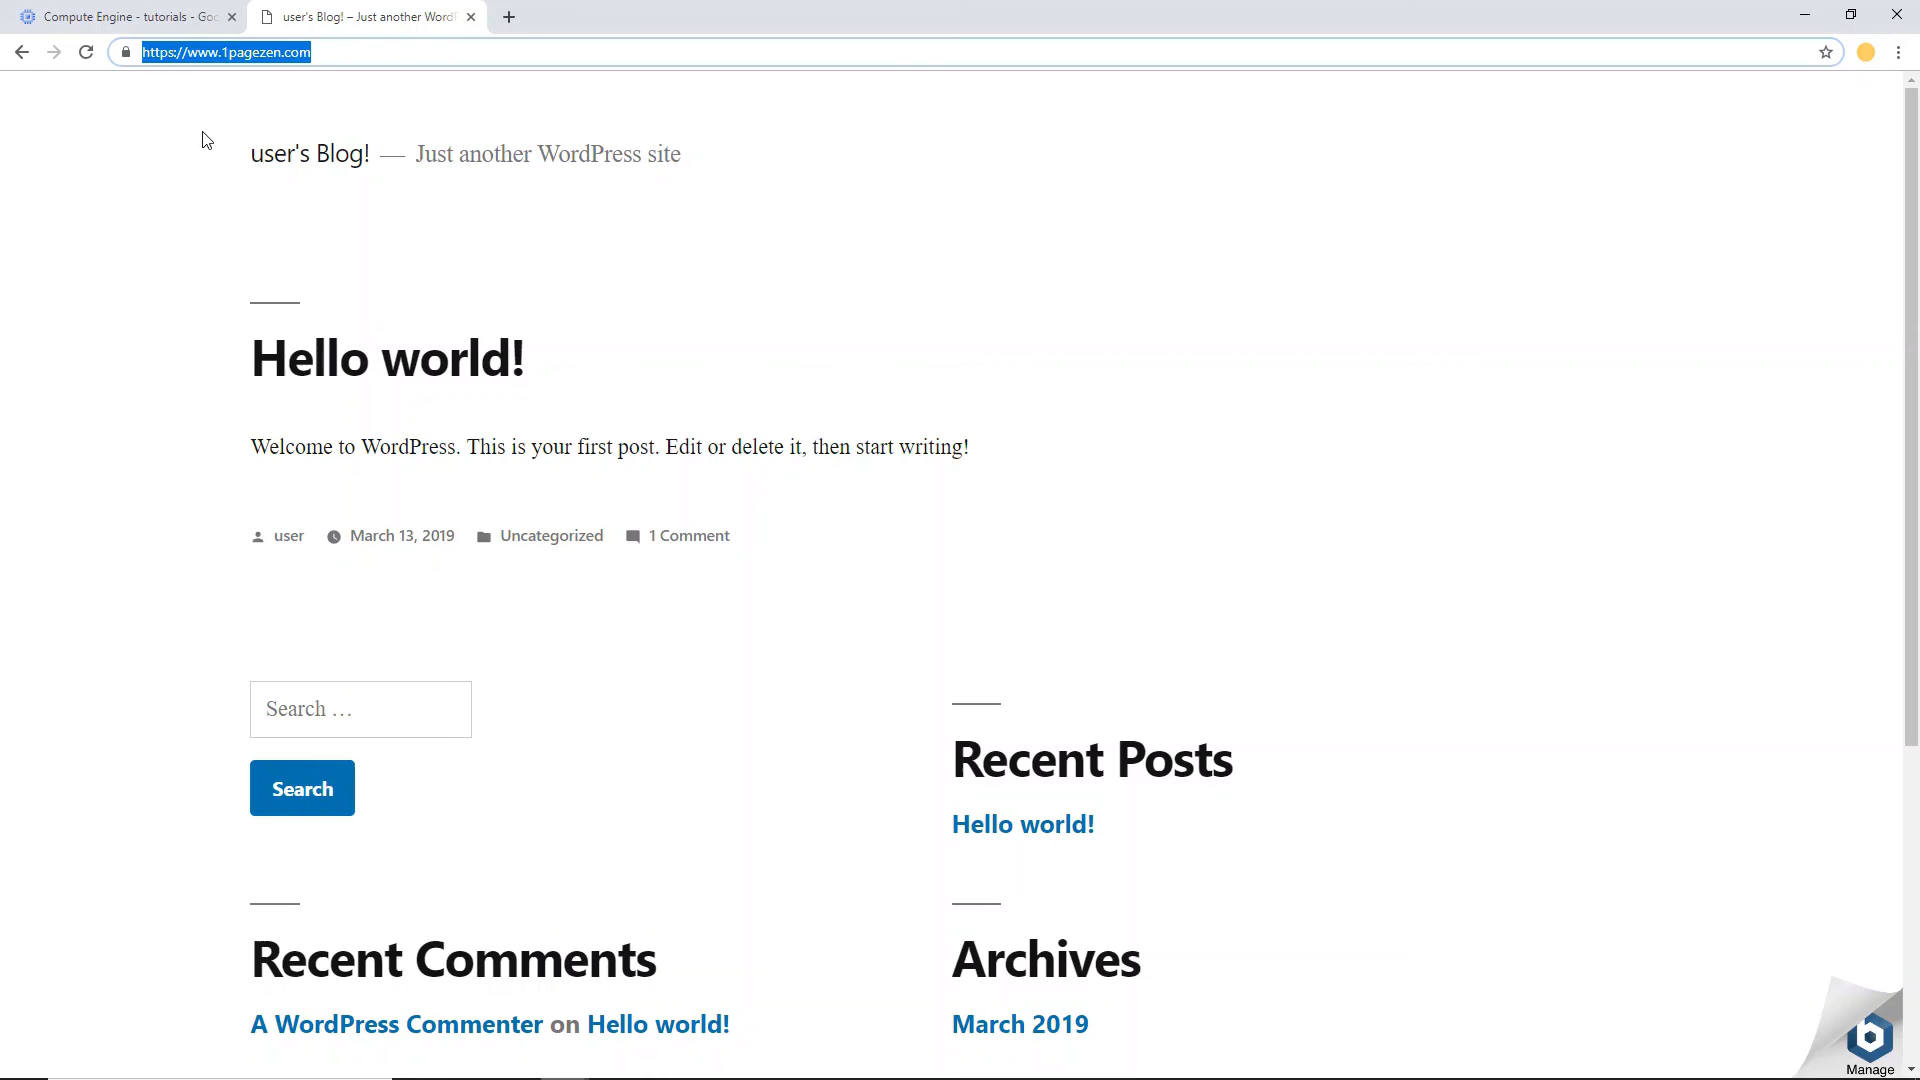 Compute Engine - tutorials - Goo
user's Blog! – Just another WordP
https://www.1pagezen.com
user's Blog! — Just another WordPress site
Hello world!
Welcome to WordPress. This is your first post. Edit or delete it, then start writing!
user March 13, 2019 Uncategorized 1 Comment
Search …
Search
Recent Posts
Hello world!
Recent Comments
A WordPress Commenter on Hello world!
Archives
March 2019
b
Manage